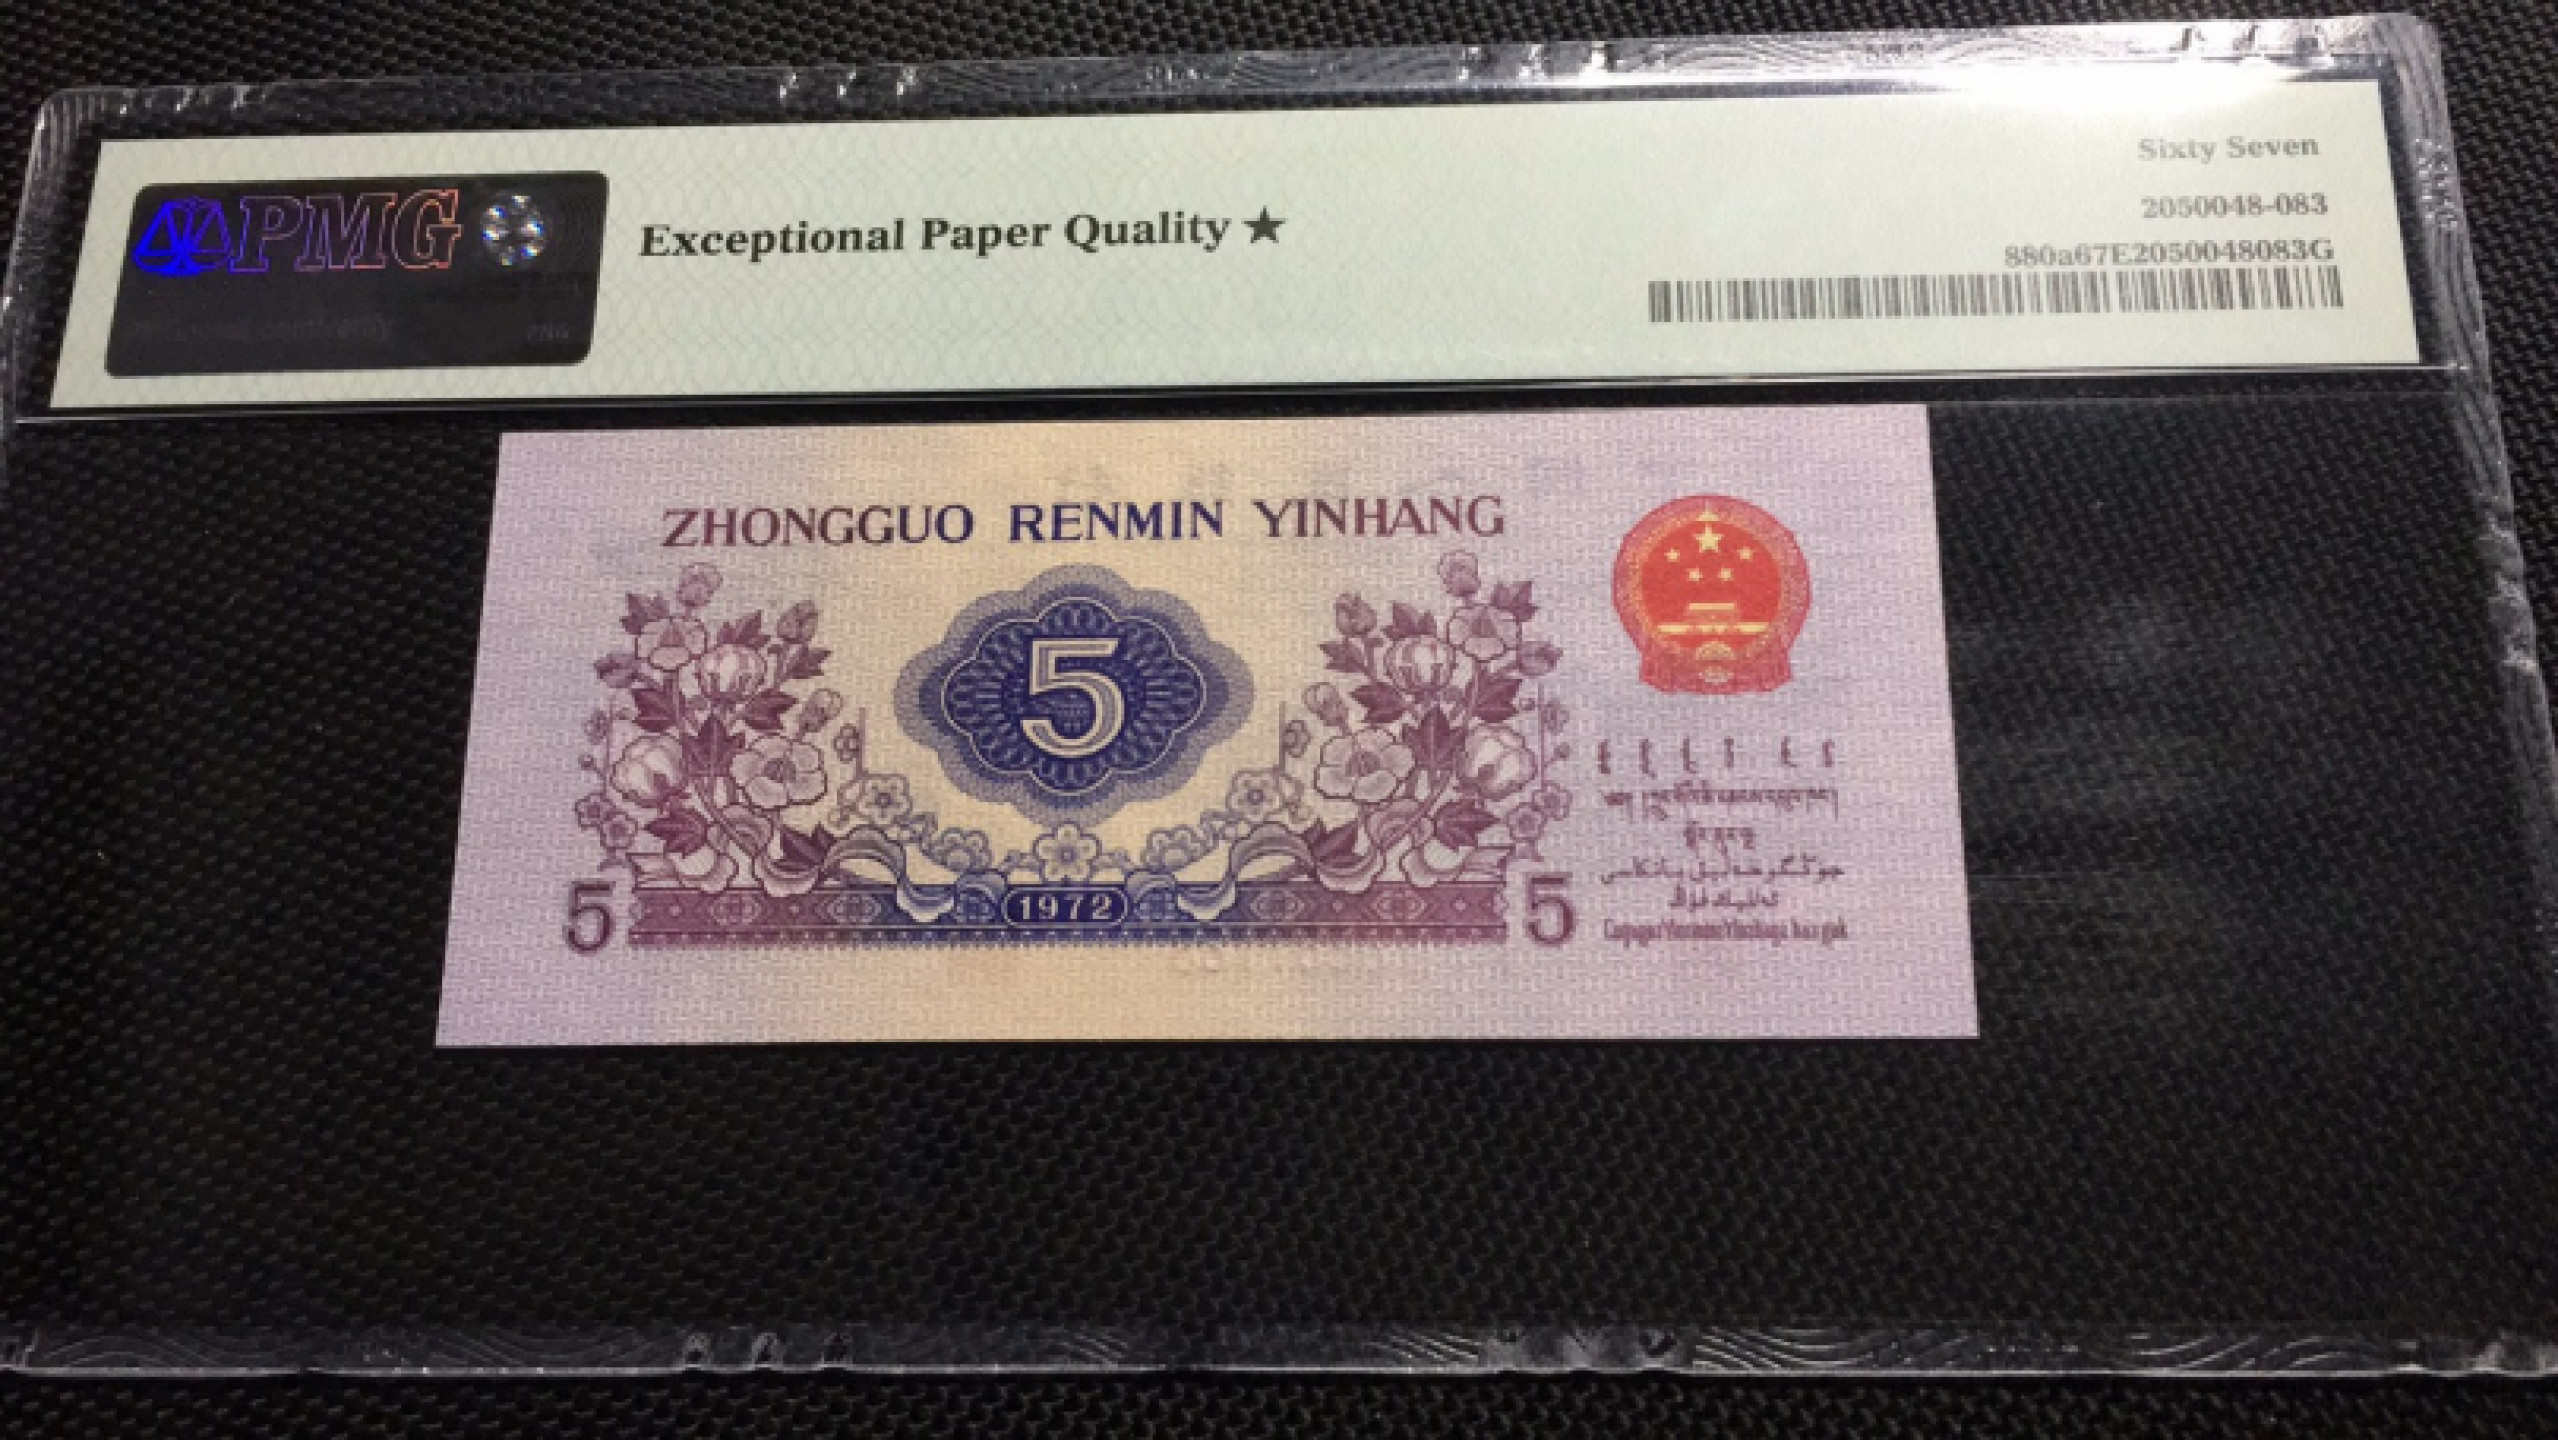 PMG
Exceptional Paper Quality ★
Sixty Seven
2050048-083
880a67E2050048083G
ZHONGGUO RENMIN YINHANG
5
1972
5 5